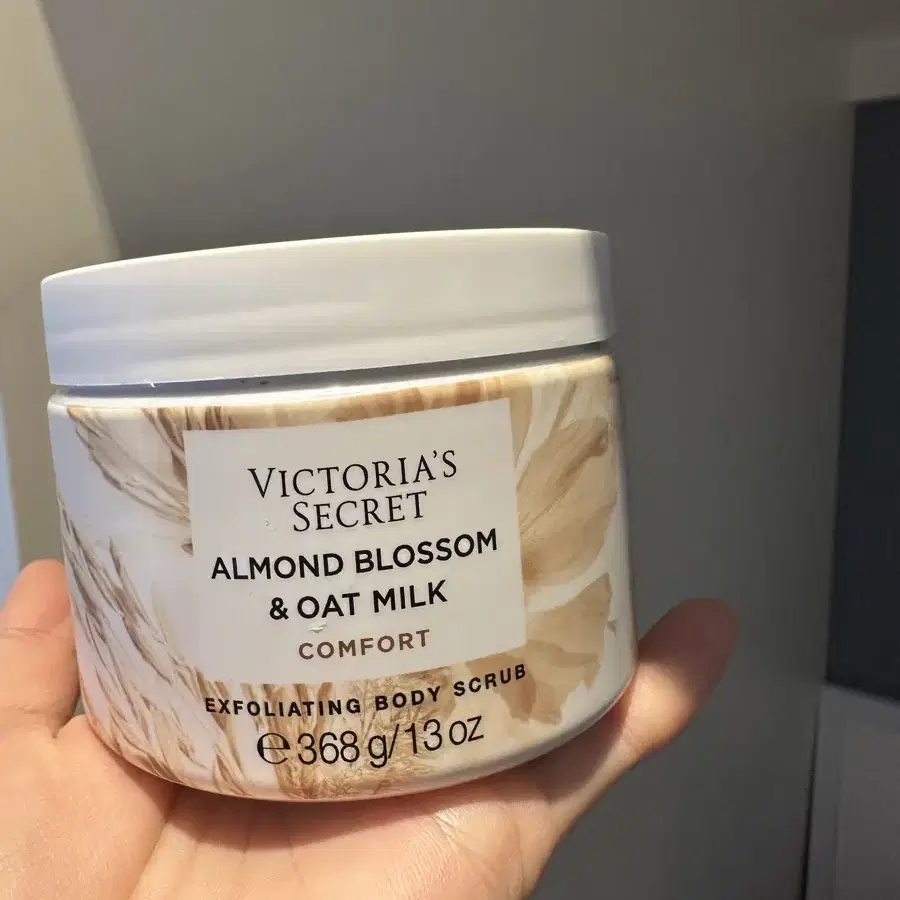 VICTORIA'S
SECRET
ALMOND BLOSSOM
& OAT MILK
COMFORT
EXFOLIATING BODY SCRUB
℮ 368 g/13 oz